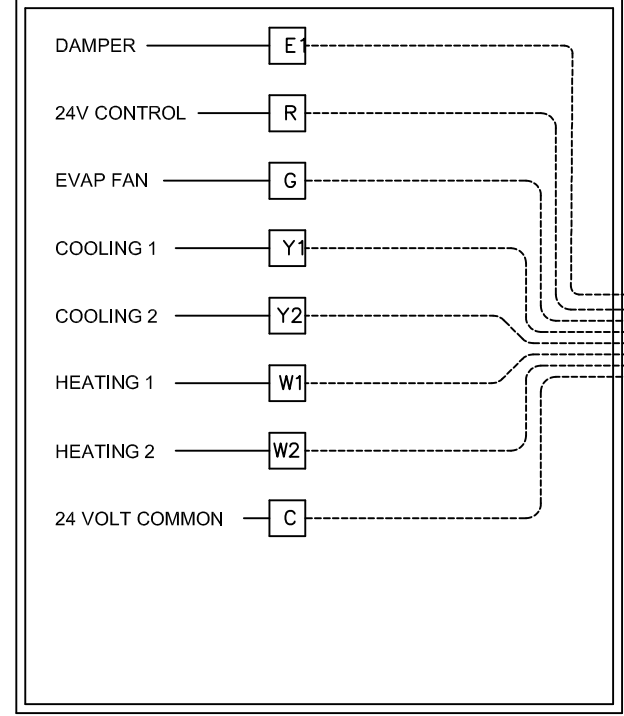 DAMPER E1
24V CONTROL R
EVAP FAN G
COOLING 1 Y1
COOLING 2 Y2
HEATING 1 W1
HEATING 2 W2
24 VOLT COMMON C